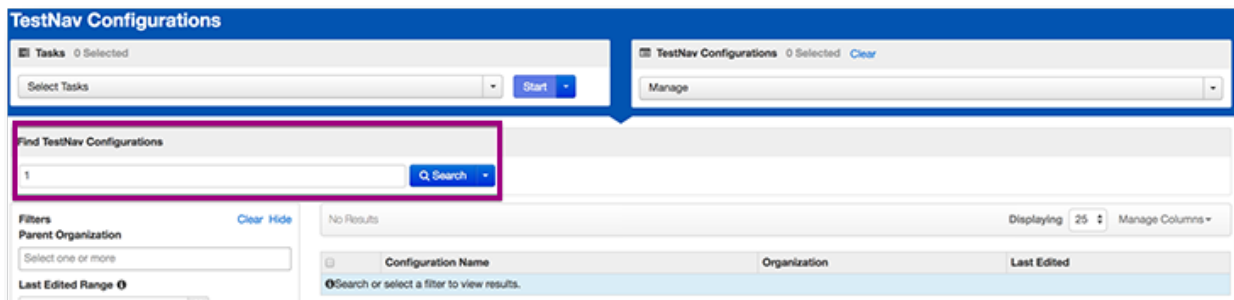 TestNav Configurations
Tasks 0 Selected
TestNav Configurations 0 Selected Clear
Select Tasks
Start
Manage
Find TestNav Configurations
1
Search
Filters Clear Hide
No Results
Displaying 25 Manage Columns
Parent Organization
Select one or more
Configuration Name Organization Last Edited
Last Edited Range
Search or select a filter to view results.